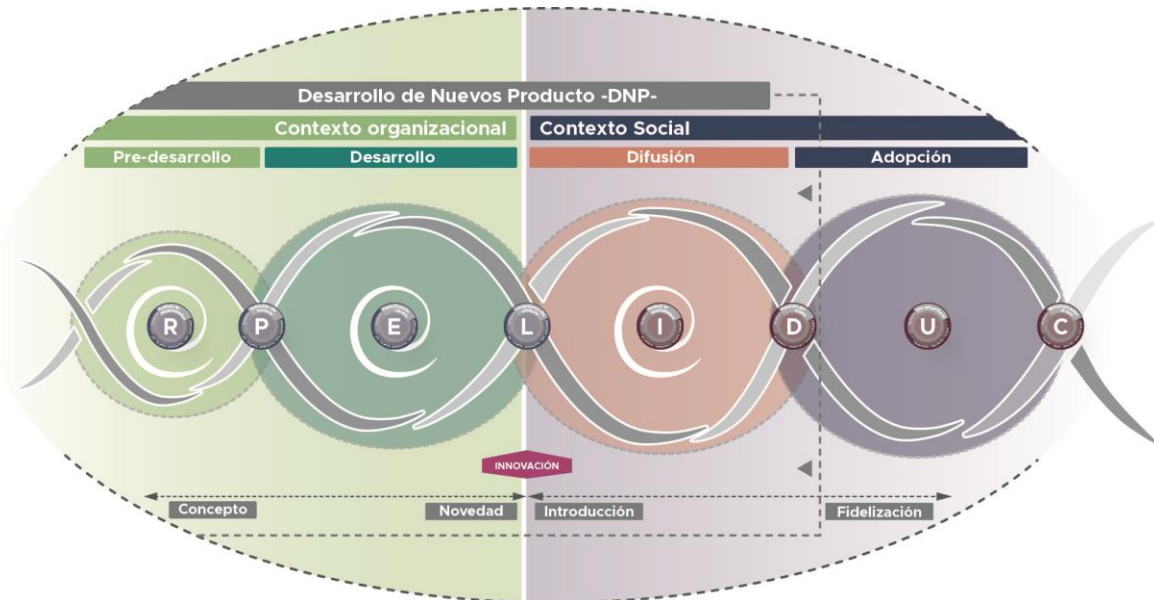 Desarrollo de Nuevos Producto -DNP-
Contexto organizacional
Contexto Social
Pre-desarrollo
Desarrollo
Difusión
Adopción
R
P
E
L
I
D
U
C
INNOVACIÓN
Concepto
Novedad
Introducción
Fidelización